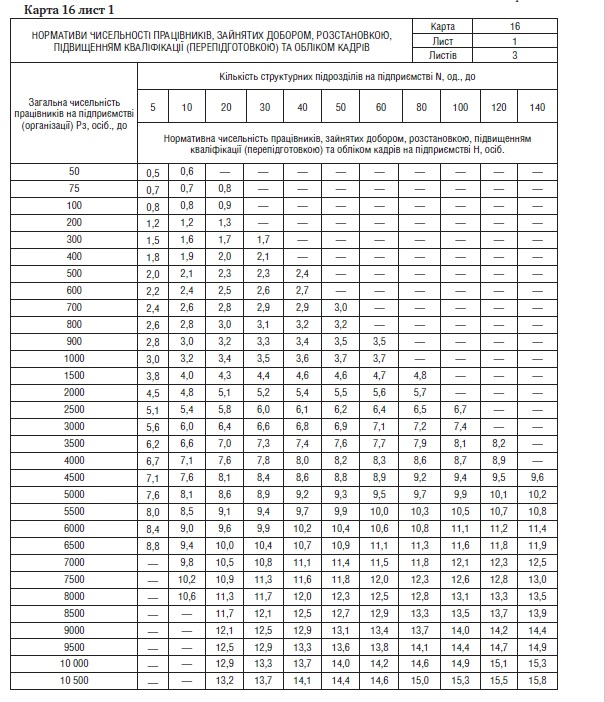 Карта 16 лист 1
НОРМАТИВИ ЧИСЕЛЬНОСТІ ПРАЦІВНИКІВ, ЗАЙНЯТИХ ДОБОРОМ, РОЗСТАНОВКОЮ,
ПІДВИЩЕННЯМ КВАЛІФІКАЦІЇ (ПЕРЕПІДГОТОВКОЮ) ТА ОБЛІКОМ КАДРІВ
Карта 16
Лист 1
Листів 3
Загальна чисельність
працівників на підприємстві
(організації) Рз, осіб., до
Кількість структурних підрозділів на підприємстві N, од., до
5 10 20 30 40 50 60 80 100 120 140
Нормативна чисельність працівників, зайнятих добором, розстановкою, підвищенням
кваліфікації (перепідготовкою) та обліком кадрів на підприємстві Н, осіб.
50 0,5 0,6 — — — — — — — — —
75 0,7 0,7 0,8 — — — — — — — —
100 0,8 0,8 0,9 — — — — — — — —
200 1,2 1,2 1,3 — — — — — — — —
300 1,5 1,6 1,7 1,7 — — — — — — —
400 1,8 1,9 2,0 2,1 — — — — — — —
500 2,0 2,1 2,3 2,3 2,4 — — — — — —
600 2,2 2,4 2,5 2,6 2,7 — — — — — —
700 2,4 2,6 2,8 2,9 2,9 3,0 — — — — —
800 2,6 2,8 3,0 3,1 3,2 3,2 — — — — —
900 2,8 3,0 3,2 3,3 3,4 3,5 3,5 — — — —
1000 3,0 3,2 3,4 3,5 3,6 3,7 3,7 — — — —
1500 3,8 4,0 4,3 4,4 4,6 4,6 4,7 4,8 — — —
2000 4,5 4,8 5,1 5,2 5,4 5,5 5,6 5,7 — — —
2500 5,1 5,4 5,8 6,0 6,1 6,2 6,4 6,5 6,7 — —
3000 5,6 6,0 6,4 6,6 6,8 6,9 7,1 7,2 7,4 — —
3500 6,2 6,6 7,0 7,3 7,4 7,6 7,7 7,9 8,1 8,2 —
4000 6,7 7,1 7,6 7,8 8,0 8,2 8,3 8,6 8,7 8,9 —
4500 7,1 7,6 8,1 8,4 8,6 8,8 8,9 9,2 9,4 9,5 9,6
5000 7,6 8,1 8,6 8,9 9,2 9,3 9,5 9,7 9,9 10,1 10,2
5500 8,0 8,5 9,1 9,4 9,7 9,9 10,0 10,3 10,5 10,7 10,8
6000 8,4 9,0 9,6 9,9 10,2 10,4 10,6 10,8 11,1 11,2 11,4
6500 8,8 9,4 10,0 10,4 10,7 10,9 11,1 11,3 11,6 11,8 11,9
7000 — 9,8 10,5 10,8 11,1 11,4 11,5 11,8 12,1 12,3 12,5
7500 — 10,2 10,9 11,3 11,6 11,8 12,0 12,3 12,6 12,8 13,0
8000 — 10,6 11,3 11,7 12,0 12,3 12,5 12,8 13,1 13,3 13,5
8500 — — 11,7 12,1 12,5 12,7 12,9 13,3 13,5 13,7 13,9
9000 — — 12,1 12,5 12,9 13,1 13,4 13,7 14,0 14,2 14,4
9500 — — 12,5 12,9 13,3 13,6 13,8 14,1 14,4 14,7 14,9
10 000 — — 12,9 13,3 13,7 14,0 14,2 14,6 14,9 15,1 15,3
10 500 — — 13,2 13,7 14,1 14,4 14,6 15,0 15,3 15,5 15,8